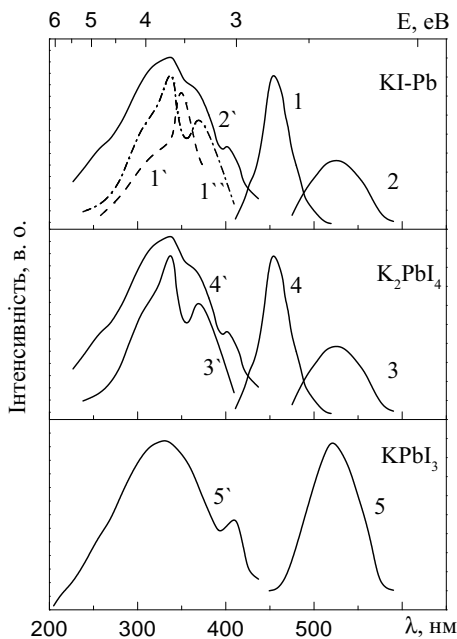 6 5 4 3 E, еВ
KI-Pb
1
2`
1`
1``
2
K₂PbI₄
4`
4
3`
3
KPbI₃
5`
5
Інтенсивність, в. о.
200 300 400 500 λ, нм